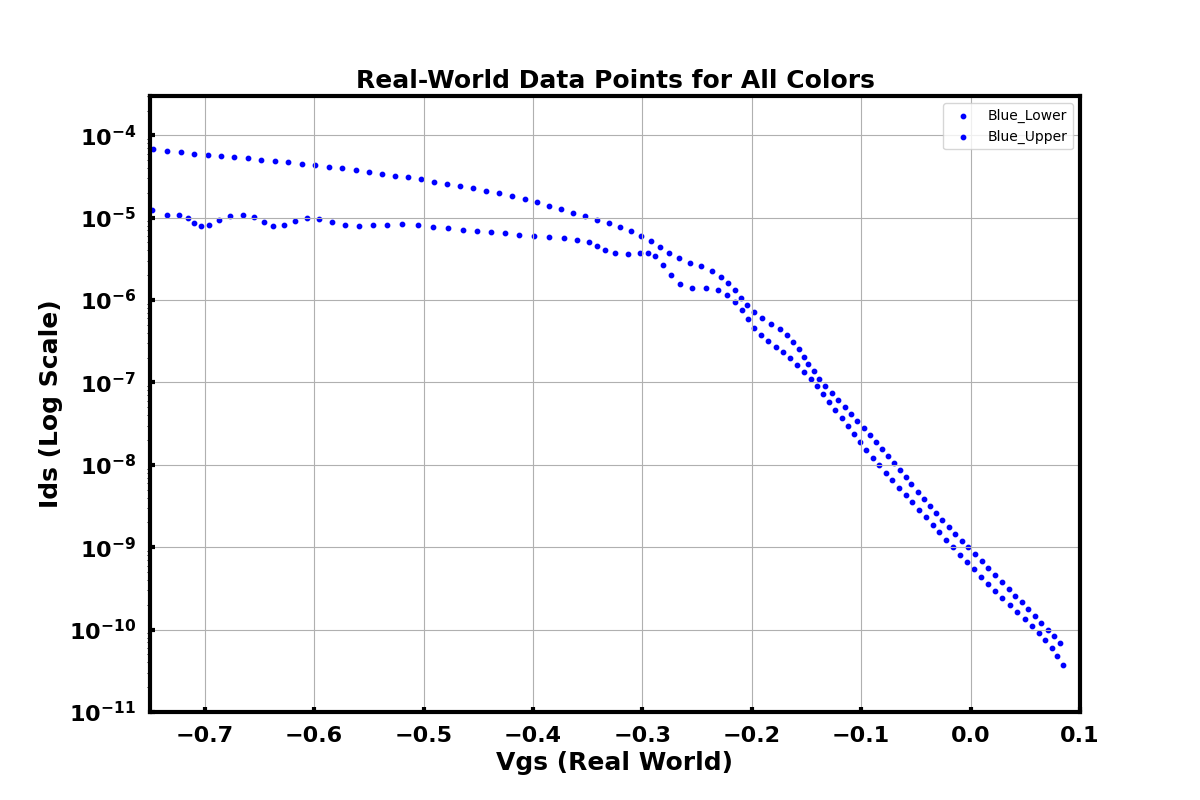 Real-World Data Points for All Colors
Blue_Lower
Blue_Upper
Ids (Log Scale)
10⁻⁴
10⁻⁵
10⁻⁶
10⁻⁷
10⁻⁸
10⁻⁹
10⁻¹⁰
10⁻¹¹
−0.7 −0.6 −0.5 −0.4 −0.3 −0.2 −0.1 0.0 0.1
Vgs (Real World)